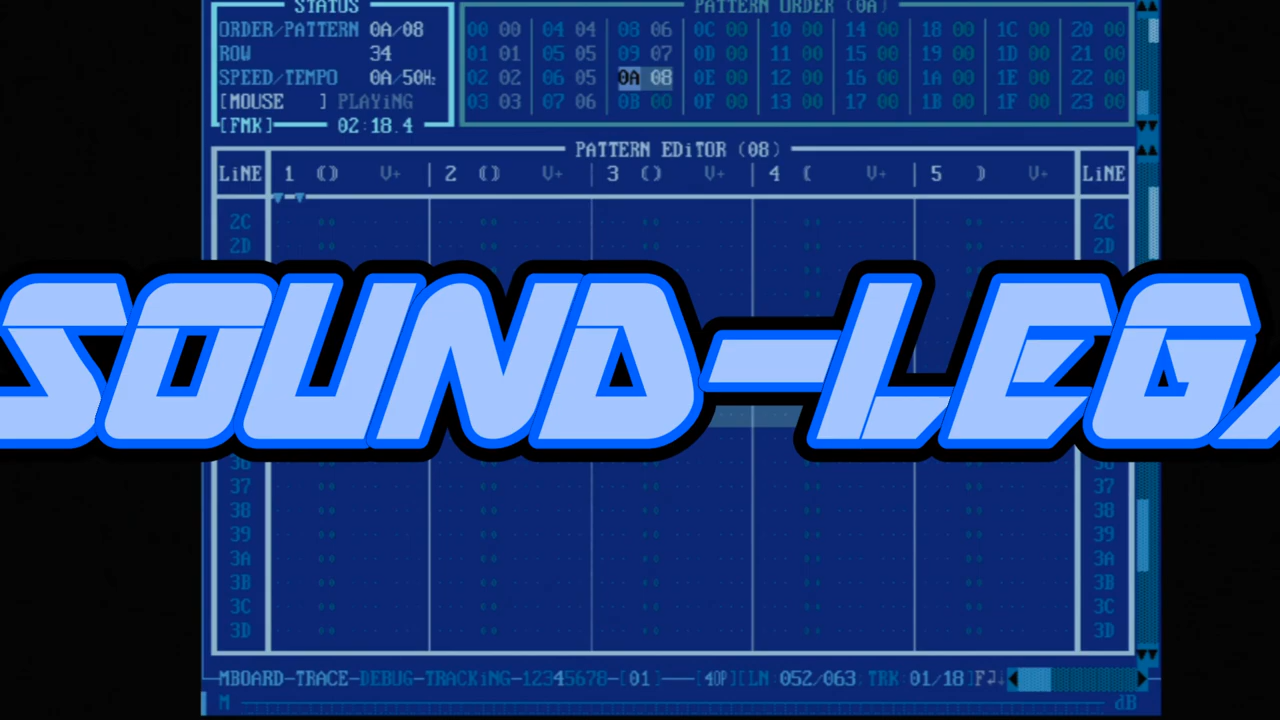 STATUS
PATTERN ORDER (0A)
ORDER/PATTERN 0A/08
ROW 34
SPEED/TEMPO 0A/50Hz
[MOUSE ] PLAYiNG
[FMK] 02:18.4
00 00 04 04 08 06 0C 00 10 00 14 00 18 00 1C 00 20 00
01 01 05 05 09 07 0D 00 11 00 15 00 19 00 1D 00 21 00
02 02 06 05 0A 08 0E 00 12 00 16 00 1A 00 1E 00 22 00
03 03 07 06 0B 00 0F 00 13 00 17 00 1B 00 1F 00 23 00
PATTERN EDiTOR (08)
LiNE 1 () V+ 2 () V+ 3 () V+ 4 ( V+ 5 ) V+ LiNE
2C 2C
2D 2D
SOUND-LEG
36 36
37 37
38 38
39 39
3A 3A
3B 3B
3C 3C
3D 3D
MBOARD-TRACE-DEBUG-TRACKiNG-12345678-[01]—[4OP][LN:052/063 TRK:01/18]
M dB